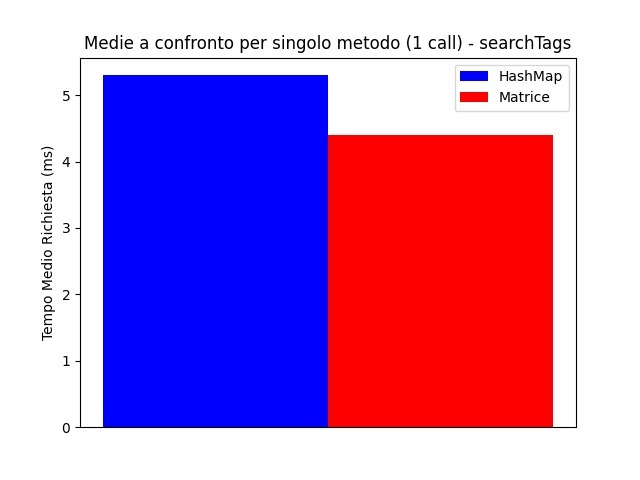 Medie a confronto per singolo metodo (1 call) - searchTags
HashMap
Matrice
Tempo Medio Richiesta (ms)
5
4
3
2
1
0